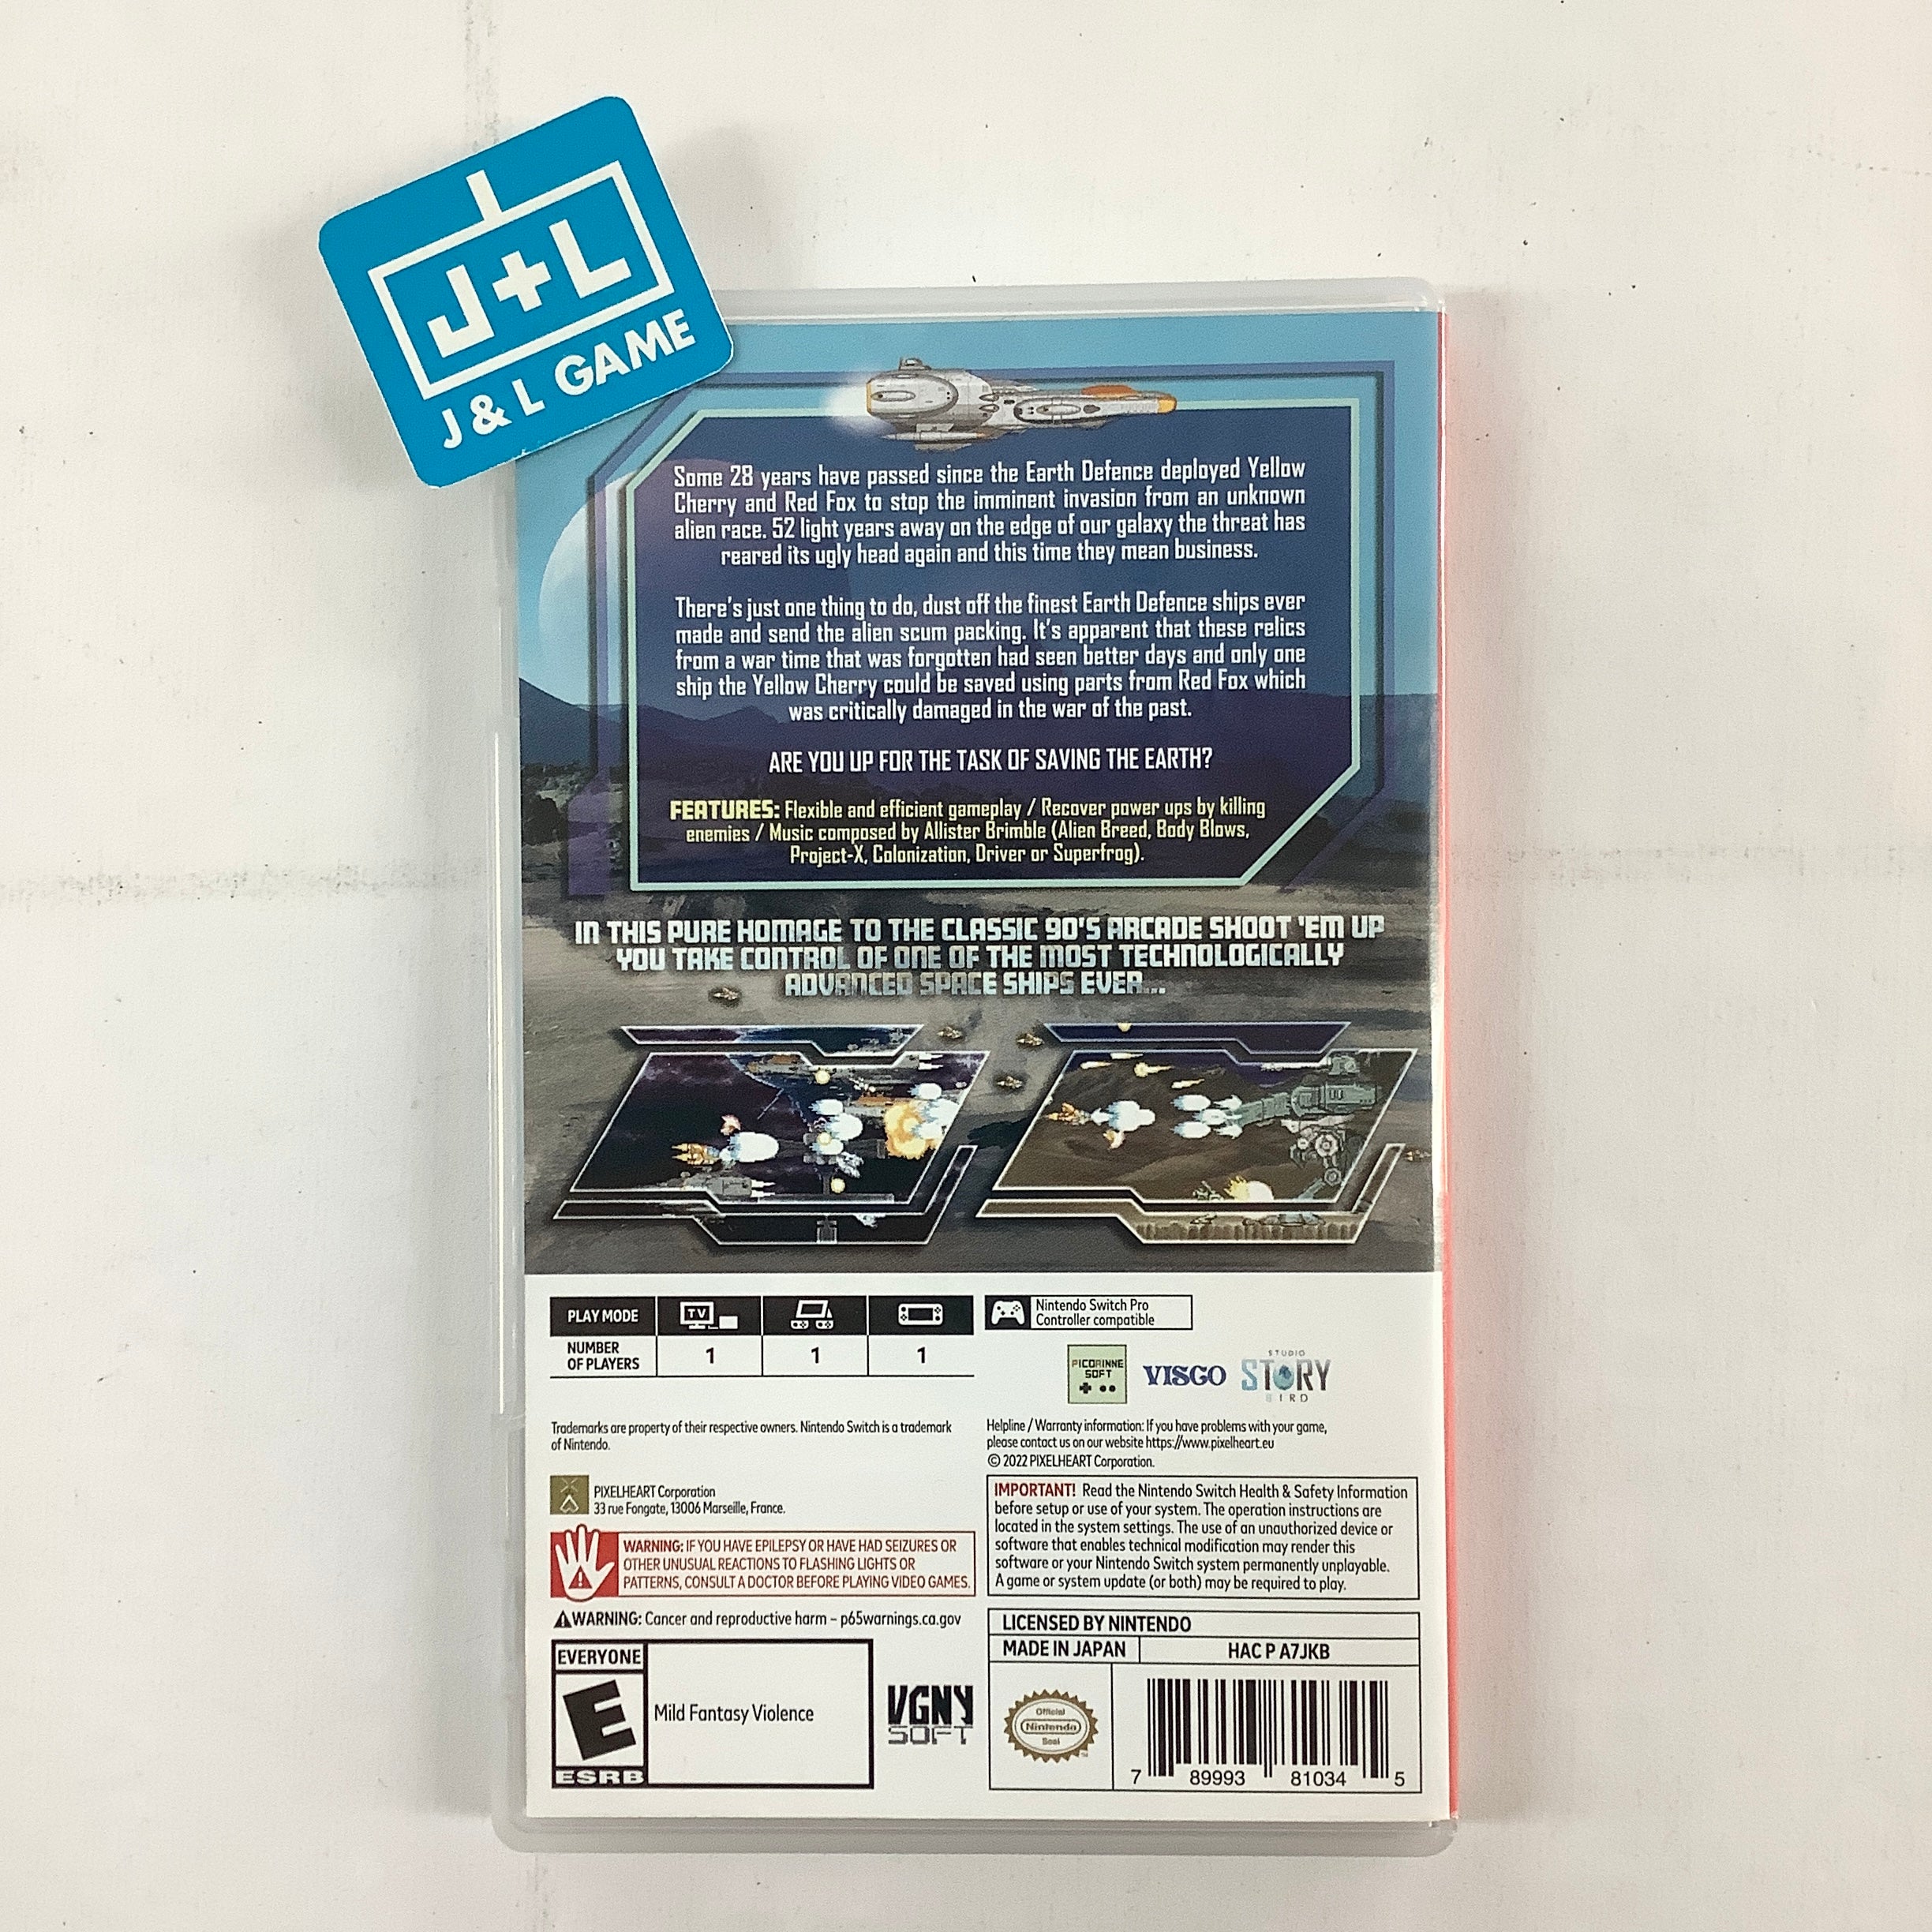 J+L
J & L GAME
Some 28 years have passed since the Earth Defence deployed Yellow
Cherry and Red Fox to stop the imminent invasion from an unknown
alien race. 52 light years away on the edge of our galaxy the threat has
reared its ugly head again and this time they mean business.
There's just one thing to do, dust off the finest Earth Defence ships ever
made and send the alien scum packing. It's apparent that these relics
from a war time that was forgotten had seen better days and only one
ship the Yellow Cherry could be saved using parts from Red Fox which
was critically damaged in the war of the past.
ARE YOU UP FOR THE TASK OF SAVING THE EARTH?
FEATURES: Flexible and efficient gameplay / Recover power ups by killing
enemies / Music composed by Allister Brimble (Alien Breed, Body Blows,
Project-X, Colonization, Driver or Superfrog).
IN THIS PURE HOMAGE TO THE CLASSIC 90'S ARCADE SHOOT 'EM UP
YOU TAKE CONTROL OF ONE OF THE MOST TECHNOLOGICALLY
ADVANCED SPACE SHIPS EVER...
PLAY MODE
TV
NUMBER
OF PLAYERS
1
1
1
Nintendo Switch Pro
Controller compatible
PICORINNE
SOFT
VISCO
STUDIO
STORY
BIRD
Trademarks are property of their respective owners. Nintendo Switch is a trademark
of Nintendo.
Helpline / Warranty information: If you have problems with your game,
please contact us on our website https://www.pixelheart.eu
© 2022 PIXELHEART Corporation.
PIXELHEART Corporation
33 rue Fongate, 13006 Marseille, France.
WARNING: IF YOU HAVE EPILEPSY OR HAVE HAD SEIZURES OR
OTHER UNUSUAL REACTIONS TO FLASHING LIGHTS OR
PATTERNS, CONSULT A DOCTOR BEFORE PLAYING VIDEO GAMES.
WARNING: Cancer and reproductive harm – p65warnings.ca.gov
IMPORTANT! Read the Nintendo Switch Health & Safety Information
before setup or use of your system. The operation instructions are
located in the system settings. The use of an unauthorized device or
software that enables technical modification may render this
software or your Nintendo Switch system permanently unplayable.
A game or system update (or both) may be required to play.
EVERYONE
E
ESRB
Mild Fantasy Violence
VGNY
SOFT
LICENSED BY NINTENDO
MADE IN JAPAN
HAC P A7JKB
Official
Nintendo
Seal
7 89993 81034 5